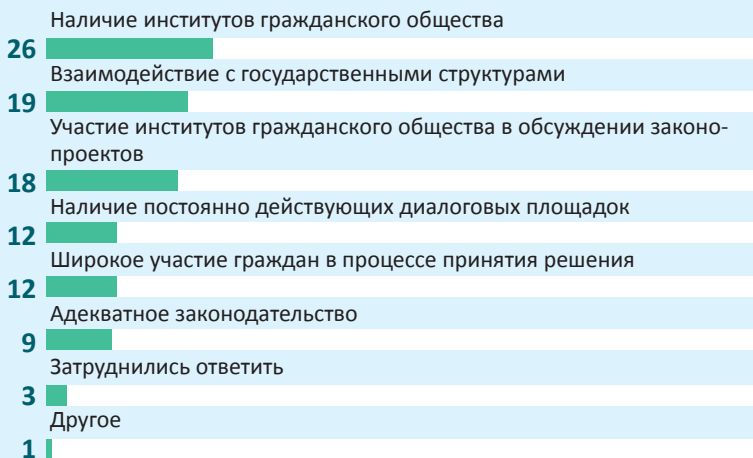 Наличие институтов гражданского общества
26
Взаимодействие с государственными структурами
19
Участие институтов гражданского общества в обсуждении законо-
проектов
18
Наличие постоянно действующих диалоговых площадок
12
Широкое участие граждан в процессе принятия решения
12
Адекватное законодательство
9
Затруднились ответить
3
Другое
1